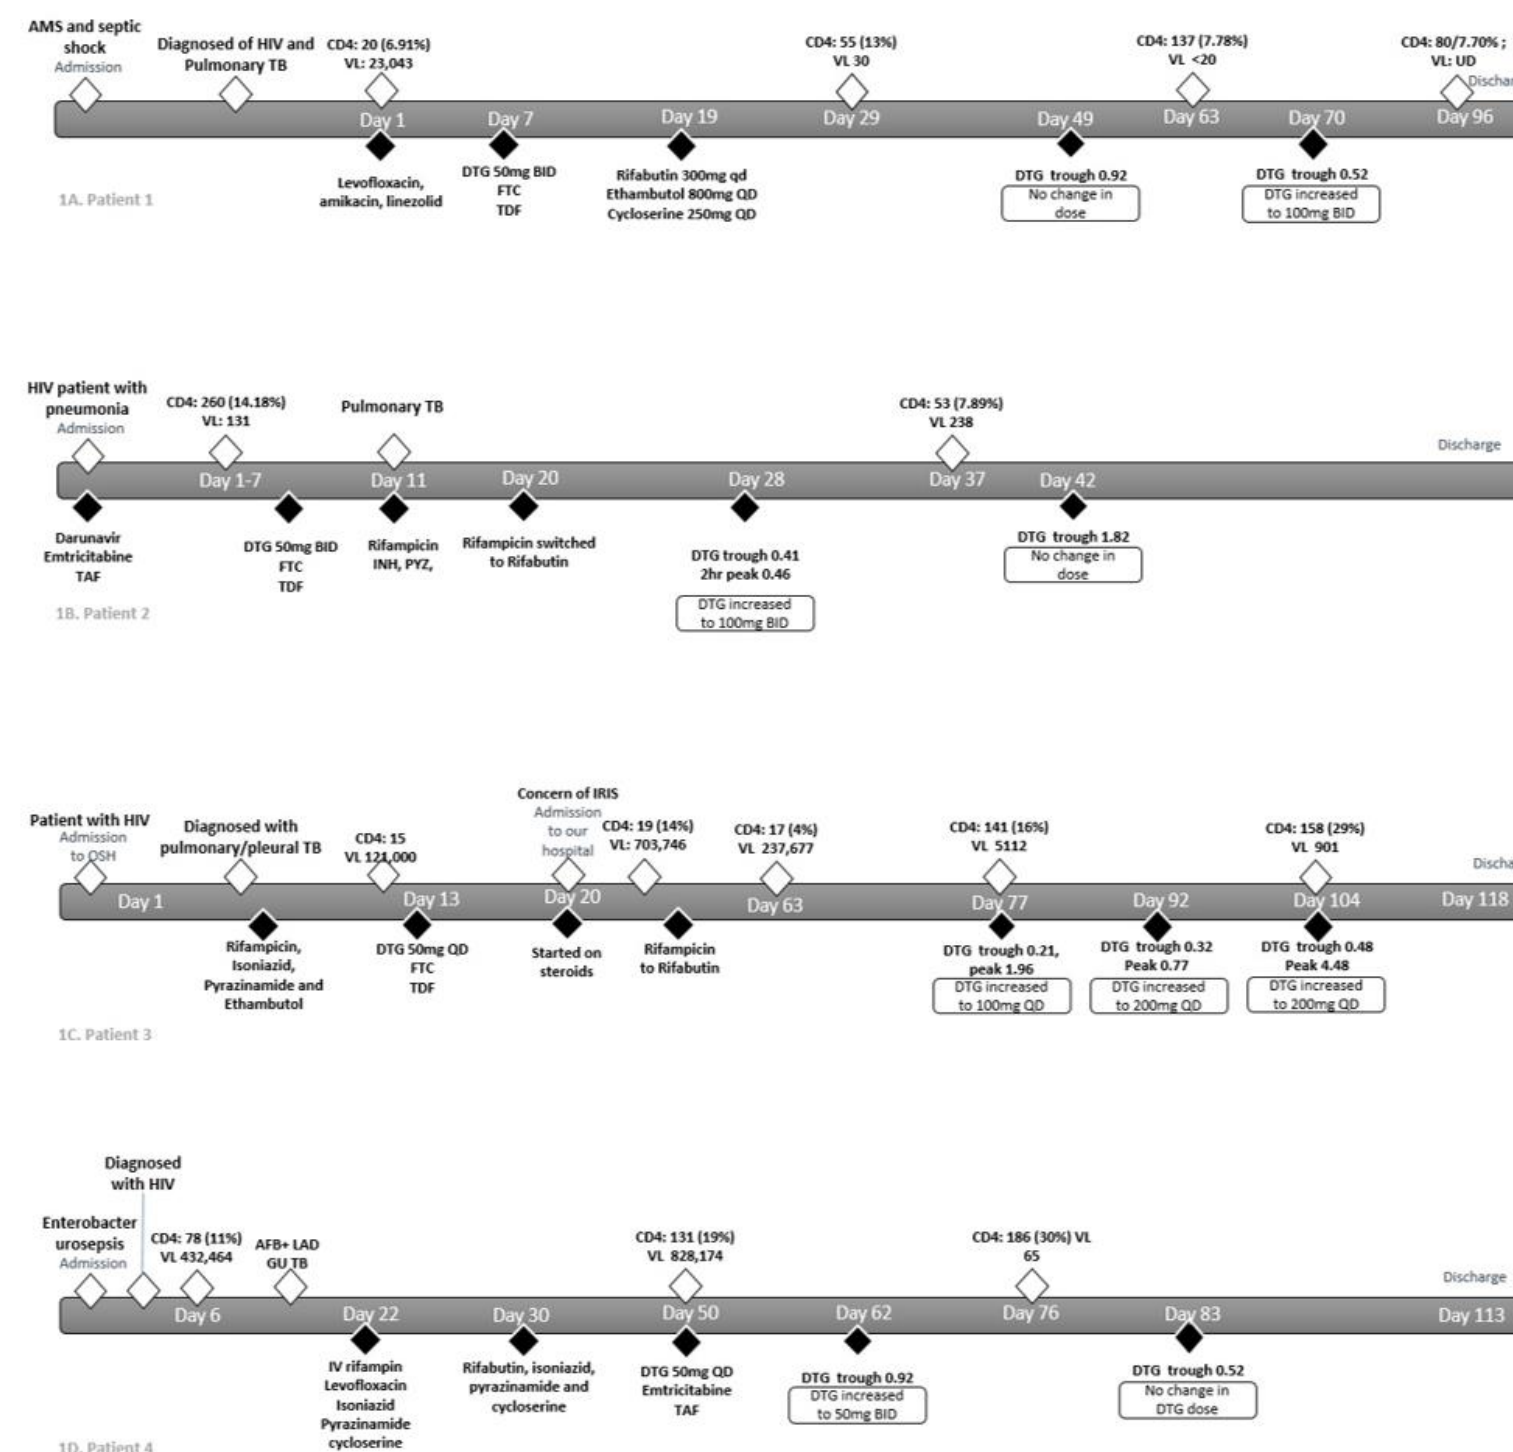 AMS and septic
shock
Admission
Diagnosed of HIV and
Pulmonary TB
CD4: 20 (6.91%)
VL: 23,043
CD4: 55 (13%)
VL 30
CD4: 137 (7.78%)
VL <20
CD4: 80/7.70% ;
VL: UD
Dischar
Day 1
Day 7
Day 19
Day 29
Day 49
Day 63
Day 70
Day 96
Levofloxacin,
amikacin, linezolid
DTG 50mg BID
FTC
TDF
Rifabutin 300mg qd
Ethambutol 800mg QD
Cycloserine 250mg QD
DTG trough 0.92
No change in
dose
DTG trough 0.52
DTG increased
to 100mg BID
1A. Patient 1
HIV patient with
pneumonia
Admission
CD4: 260 (14.18%)
VL: 131
Pulmonary TB
CD4: 53 (7.89%)
VL 238
Discharge
Day 1-7
Day 11
Day 20
Day 28
Day 37
Day 42
Darunavir
Emtricitabine
TAF
DTG 50mg BID
FTC
TDF
Rifampicin
INH, PYZ,
Rifampicin switched
to Rifabutin
DTG trough 0.41
2hr peak 0.46
DTG increased
to 100mg BID
DTG trough 1.82
No change in
dose
1B. Patient 2
Patient with HIV
Admission
to OSH
Diagnosed with
pulmonary/pleural TB
CD4: 15
VL 121,000
Concern of IRIS
Admission
to our
hospital
CD4: 19 (14%)
VL: 703,746
CD4: 17 (4%)
VL 237,677
CD4: 141 (16%)
VL 5112
CD4: 158 (29%)
VL 901
Discha
Day 1
Day 13
Day 20
Day 63
Day 77
Day 92
Day 104
Day 118
Rifampicin,
Isoniazid,
Pyrazinamide and
Ethambutol
DTG 50mg QD
FTC
TDF
Started on
steroids
Rifampicin
to Rifabutin
DTG trough 0.21,
peak 1.96
DTG increased
to 100mg QD
DTG trough 0.32
Peak 0.77
DTG increased
to 200mg QD
DTG trough 0.48
Peak 4.48
DTG increased
to 200mg QD
1C. Patient 3
Diagnosed
with HIV
Enterobacter
urosepsis
Admission
CD4: 78 (11%)
VL 432,464
AFB+ LAD
GU TB
CD4: 131 (19%)
VL 828,174
CD4: 186 (30%) VL
65
Discharge
Day 6
Day 22
Day 30
Day 50
Day 62
Day 76
Day 83
Day 113
IV rifampin
Levofloxacin
Isoniazid
Pyrazinamide
cycloserine
Rifabutin, isoniazid,
pyrazinamide and
cycloserine
DTG 50mg QD
Emtricitabine
TAF
DTG trough 0.92
DTG increased
to 50mg BID
DTG trough 0.52
No change in
DTG dose
1D. Patient 4